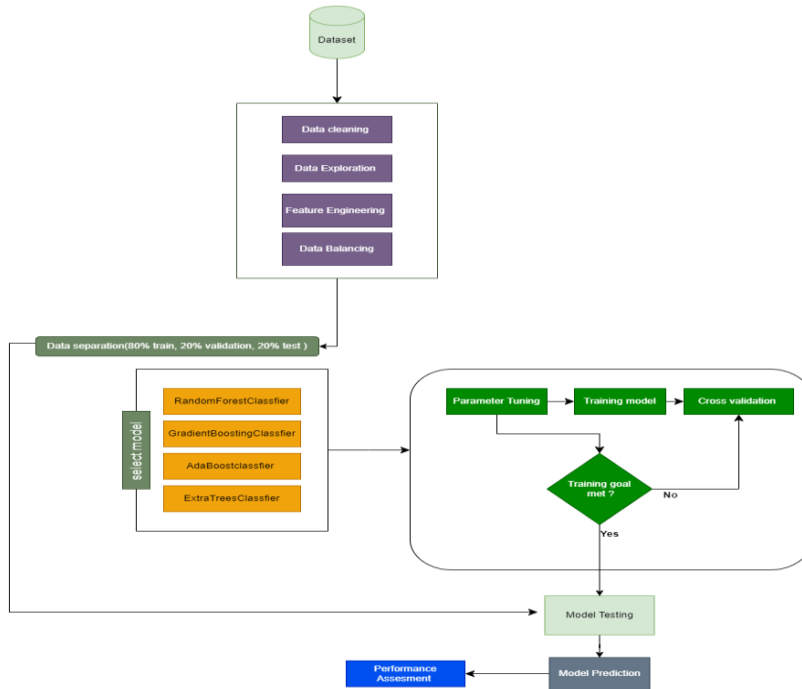 Dataset
Data cleaning
Data Exploration
Feature Engineering
Data Balancing
Data separation(80% train, 20% validation, 20% test )
select model
RandomForestClassfier
GradientBoostingClassfier
AdaBoostclassfier
ExtraTreesClassfier
Parameter Tuning
Training model
Cross validation
Training goal
met ?
No
Yes
Model Testing
Model Prediction
Performance
Assesment